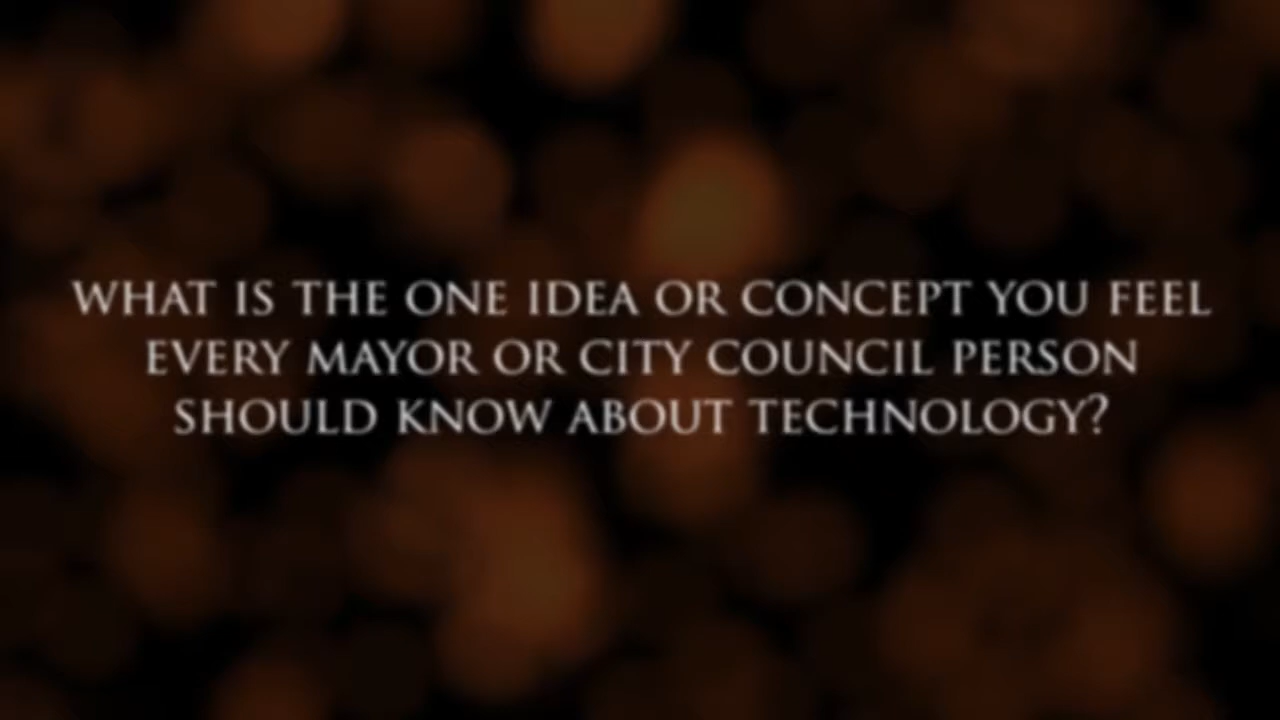 WHAT IS THE ONE IDEA OR CONCEPT YOU FEEL
EVERY MAYOR OR CITY COUNCIL PERSON
SHOULD KNOW ABOUT TECHNOLOGY?